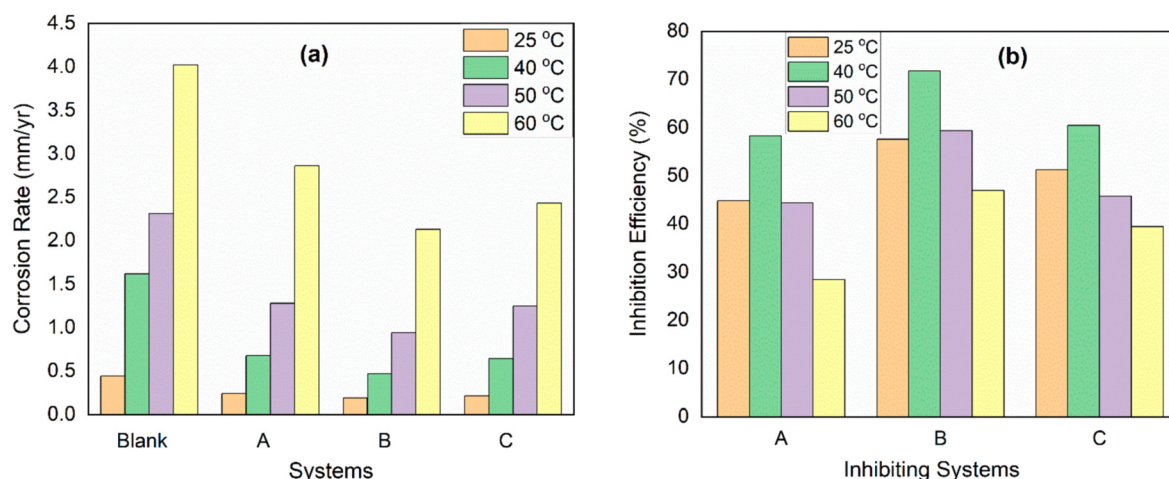 (a)
25 °C
40 °C
50 °C
60 °C
4.5
4.0
3.5
3.0
2.5
2.0
1.5
1.0
0.5
0.0
Corrosion Rate (mm/yr)
Blank A B C
Systems
(b)
25 °C
40 °C
50 °C
60 °C
80
70
60
50
40
30
20
10
0
Inhibition Efficiency (%)
A B C
Inhibiting Systems